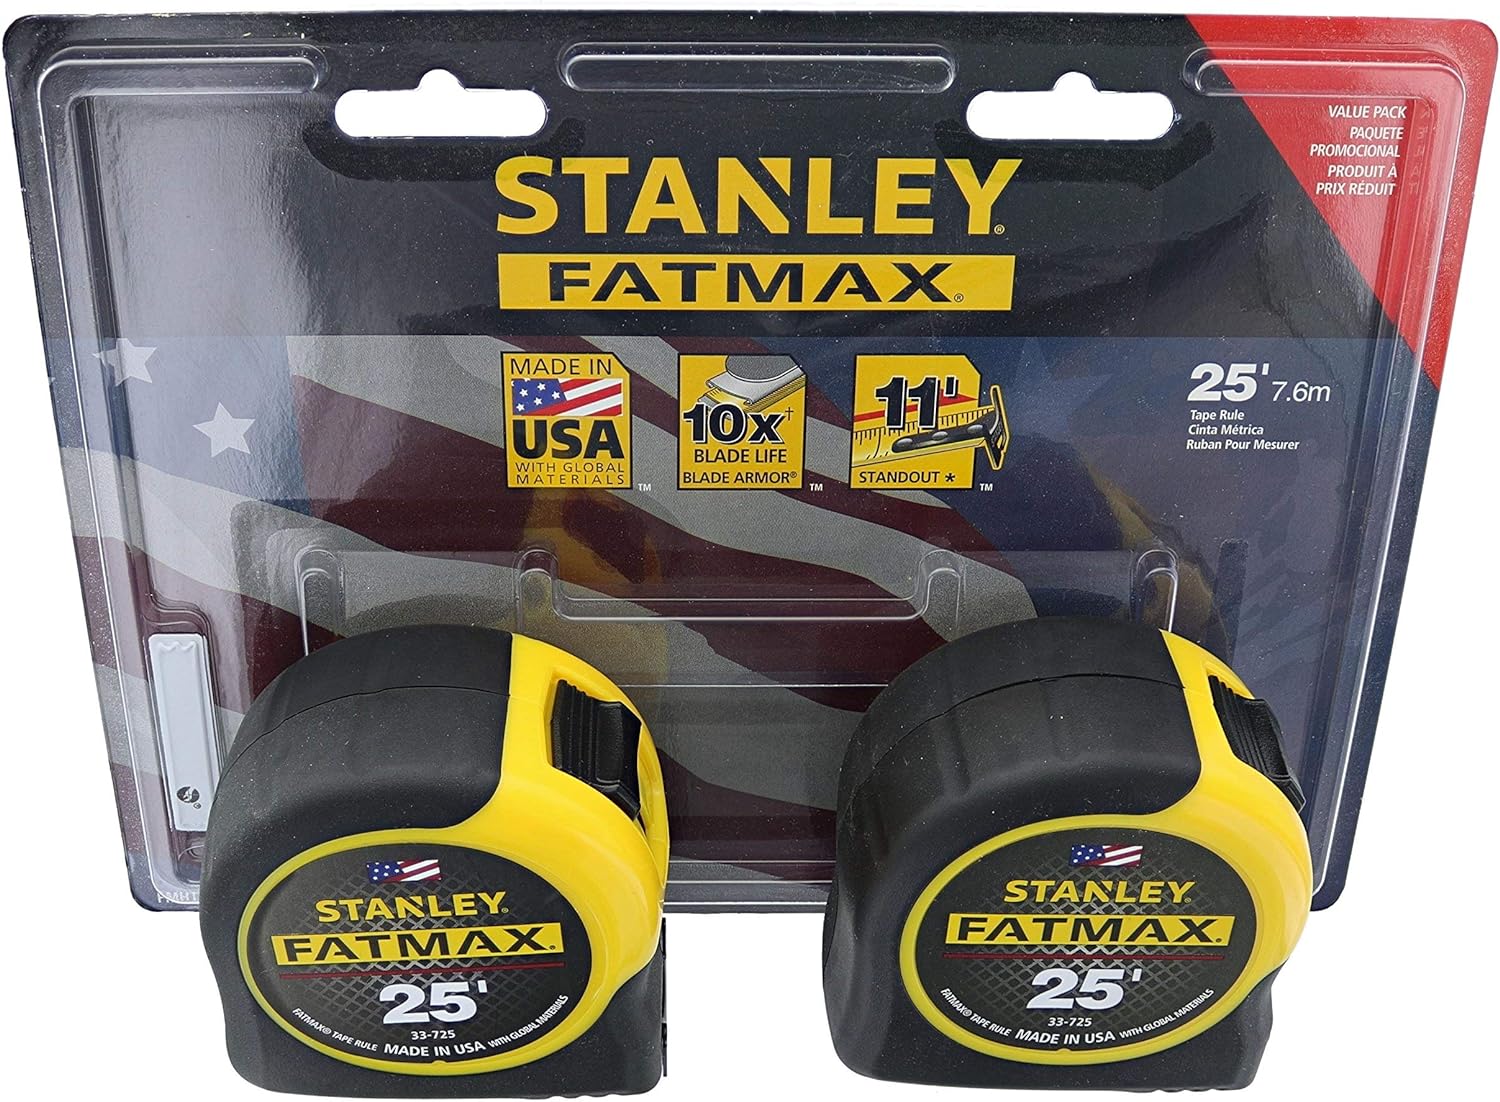 VALUE PACK
PAQUETE
PROMOCIONAL
PRODUIT À
PRIX RÉDUIT
STANLEY®
FATMAX®
MADE IN
USA
WITH GLOBAL
MATERIALS™
10x†
BLADE LIFE
BLADE ARMOR®™
11'
STANDOUT *™
25' 7.6m
Tape Rule
Cinta Métrica
Ruban Pour Mesurer
STANLEY®
FATMAX®
25'
33-725
FATMAX® TAPE RULE MADE IN USA WITH GLOBAL MATERIALS
STANLEY®
FATMAX®
25'
33-725
FATMAX® TAPE RULE MADE IN USA WITH GLOBAL MATERIALS